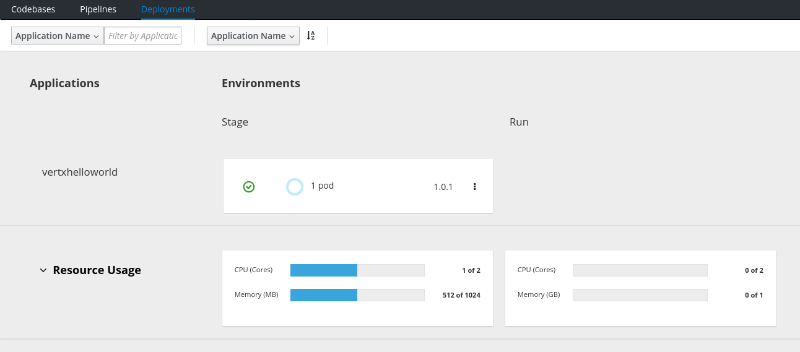 Codebases Pipelines Deployments
Application Name Filter by Applicatic Application Name
Applications Environments
Stage Run
vertxhelloworld 1 pod 1.0.1
Resource Usage
CPU (Cores) 1 of 2 CPU (Cores) 0 of 2
Memory (MB) 512 of 1024 Memory (GB) 0 of 1